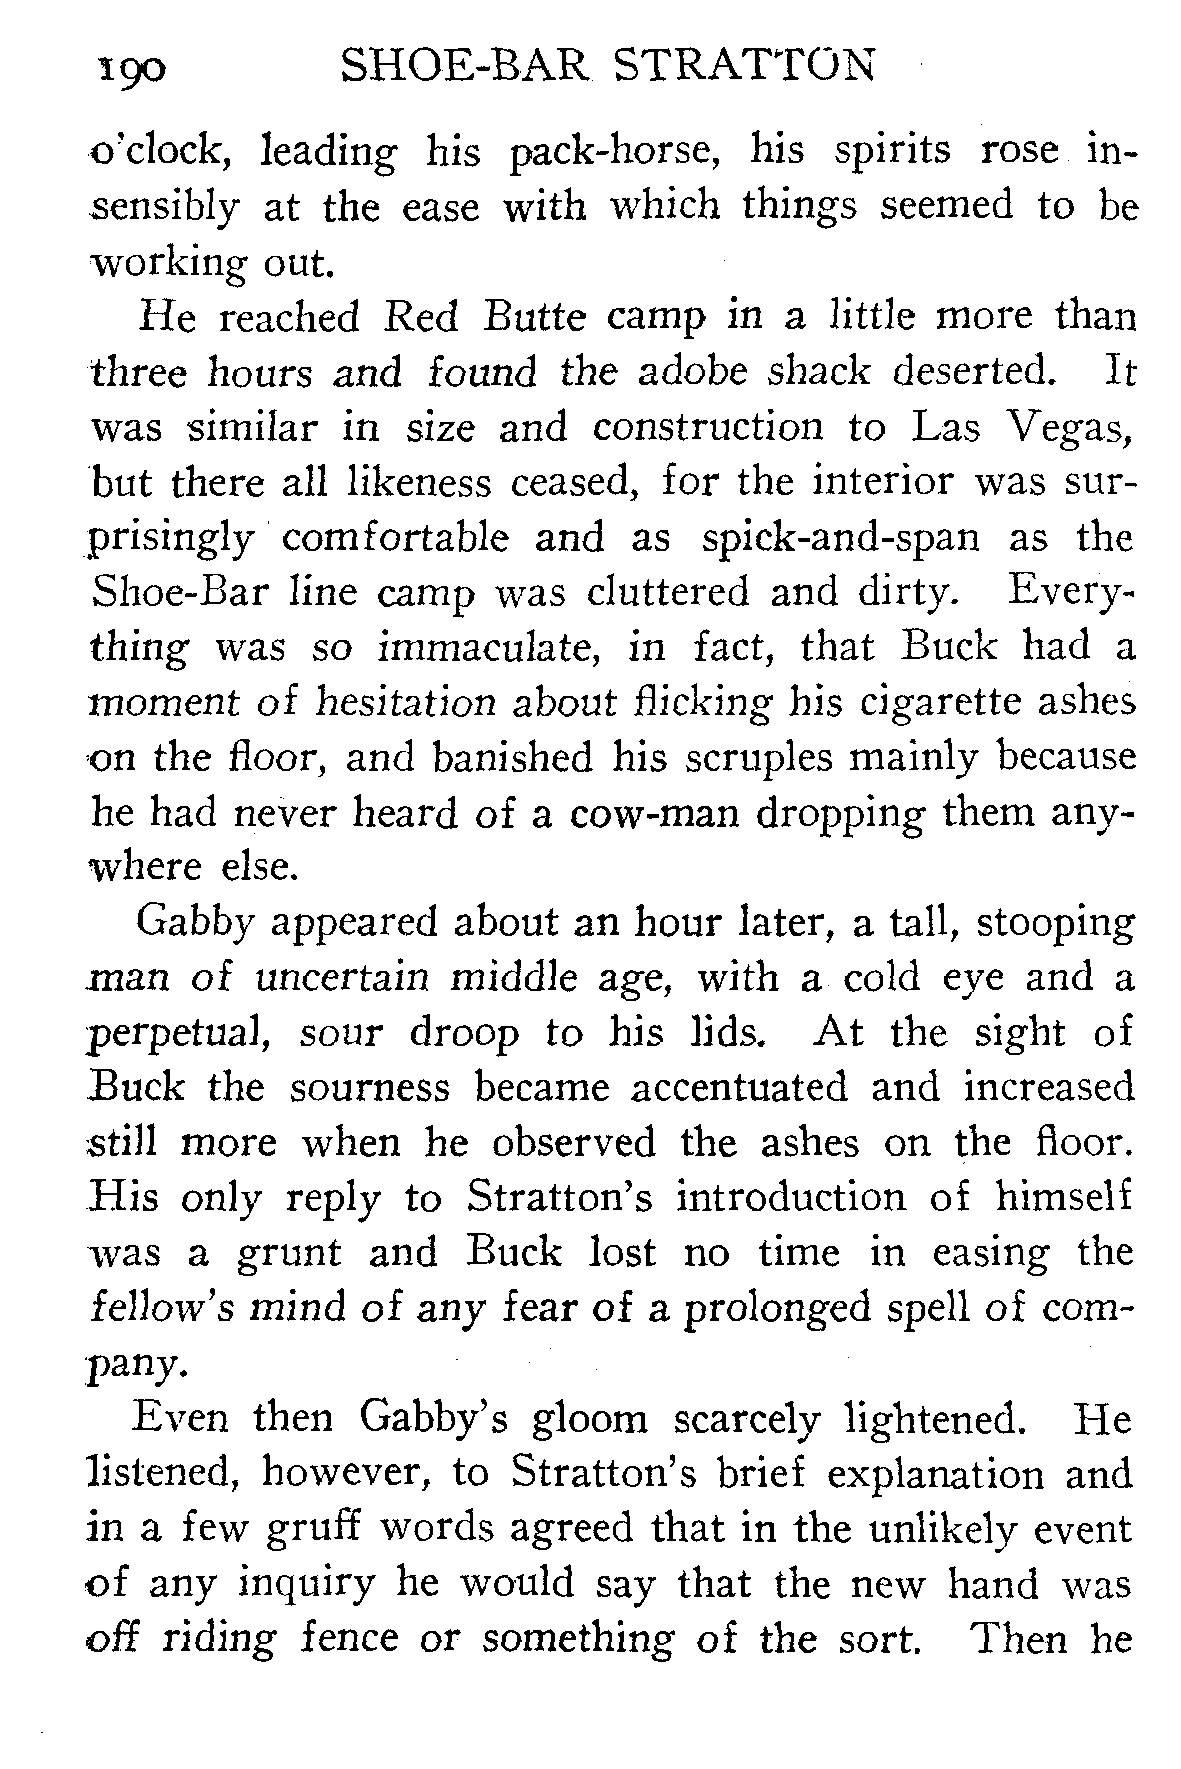 190 SHOE-BAR STRATTON
o'clock, leading his pack-horse, his spirits rose in-
sensibly at the ease with which things seemed to be
working out.
He reached Red Butte camp in a little more than
three hours and found the adobe shack deserted. It
was similar in size and construction to Las Vegas,
but there all likeness ceased, for the interior was sur-
prisingly comfortable and as spick-and-span as the
Shoe-Bar line camp was cluttered and dirty. Every-
thing was so immaculate, in fact, that Buck had a
moment of hesitation about flicking his cigarette ashes
on the floor, and banished his scruples mainly because
he had never heard of a cow-man dropping them any-
where else.
Gabby appeared about an hour later, a tall, stooping
man of uncertain middle age, with a cold eye and a
perpetual, sour droop to his lids. At the sight of
Buck the sourness became accentuated and increased
still more when he observed the ashes on the floor.
His only reply to Stratton's introduction of himself
was a grunt and Buck lost no time in easing the
fellow's mind of any fear of a prolonged spell of com-
pany.
Even then Gabby's gloom scarcely lightened. He
listened, however, to Stratton's brief explanation and
in a few gruff words agreed that in the unlikely event
of any inquiry he would say that the new hand was
off riding fence or something of the sort. Then he